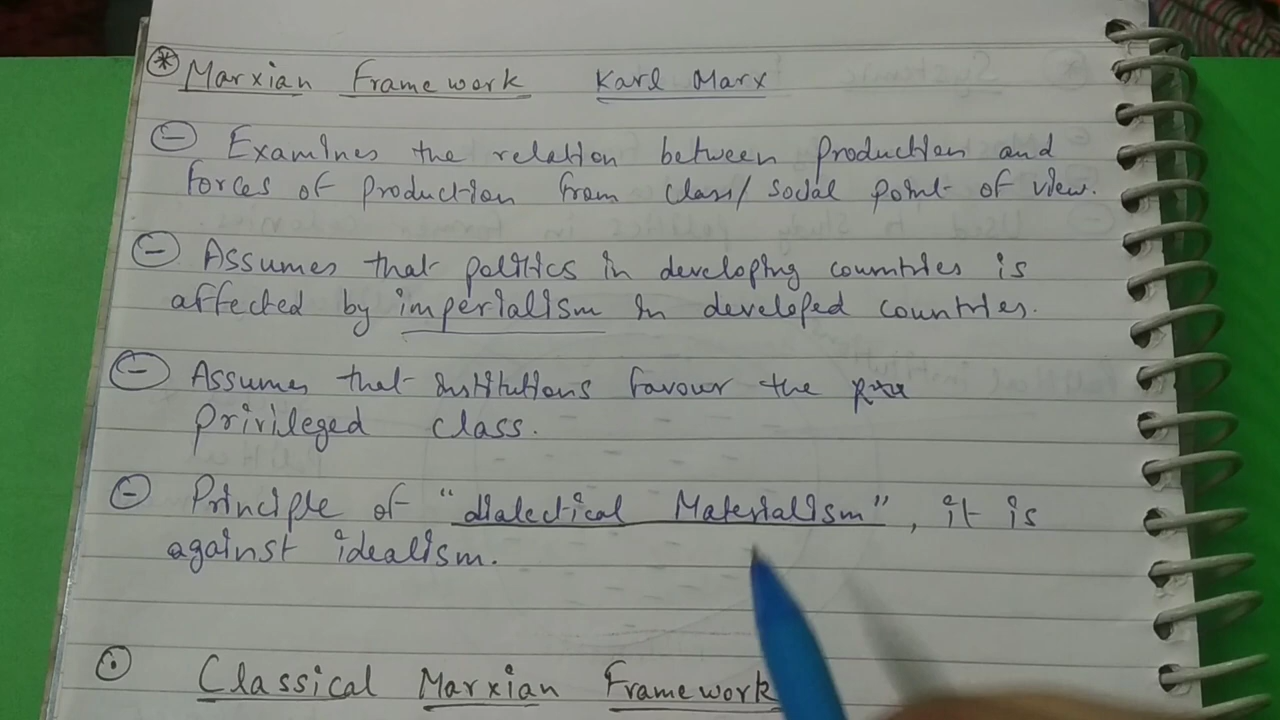 Marxian Framework Karl Marx
Examines the relation between production and
forces of production from class/ social point of view.
Assumes that politics in developing countries is
affected by imperialism in developed countries.
Assumes that institutions favour the
privileged class.
Principle of "dialectical Materialism", it is
against idealism.
Classical Marxian Framework